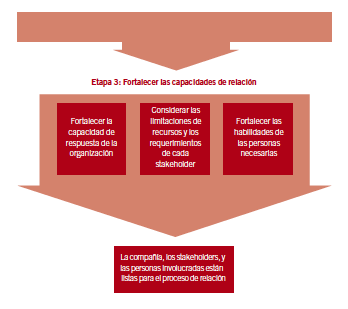 Etapa 3: Fortalecer las capacidades de relación
Fortalecer la
capacidad de
respuesta de la
organización
Considerar las
limitaciones de
recursos y los
requerimientos
de cada
stakeholder
Fortalecer las
habilidades de
las personas
necesarias
La compañía, los stakeholders, y
las personas involucradas están
listas para el proceso de relación